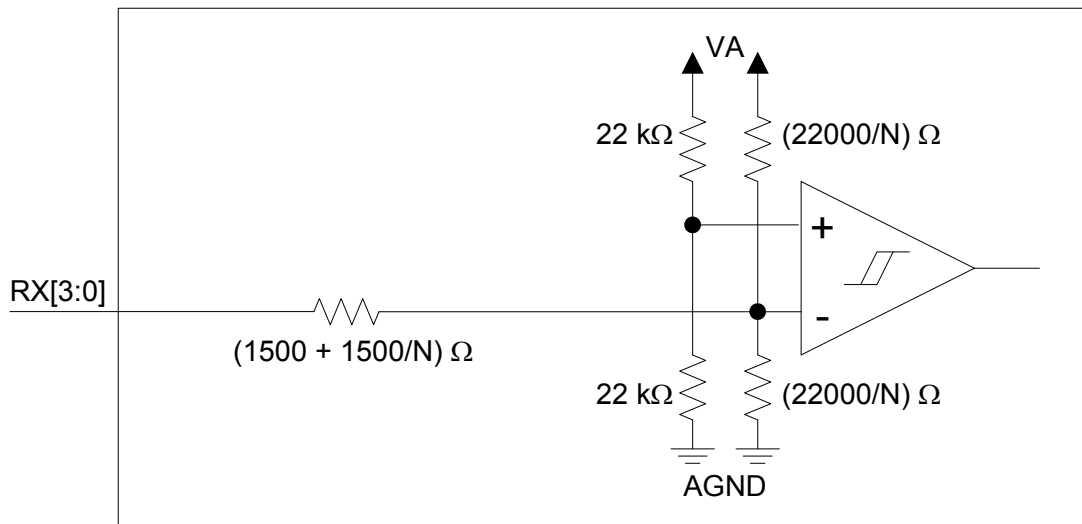 VA
22 kΩ
(22000/N) Ω
+
RX[3:0]
-
(1500 + 1500/N) Ω
22 kΩ
(22000/N) Ω
AGND